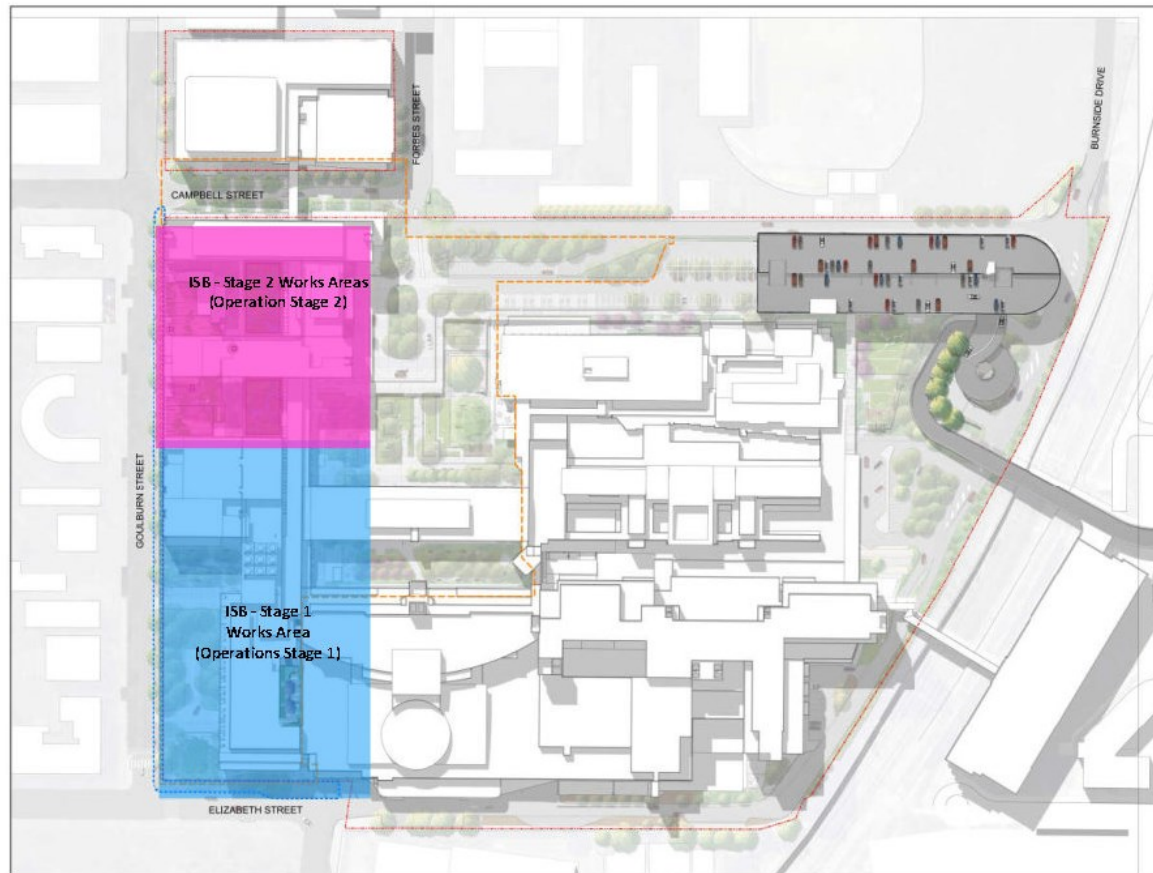 BURNSIDE DRIVE
FORBES STREET
CAMPBELL STREET
ISB - Stage 2 Works Areas
(Operation Stage 2)
GOULBURN STREET
ISB - Stage 1
Works Area
(Operations Stage 1)
ELIZABETH STREET